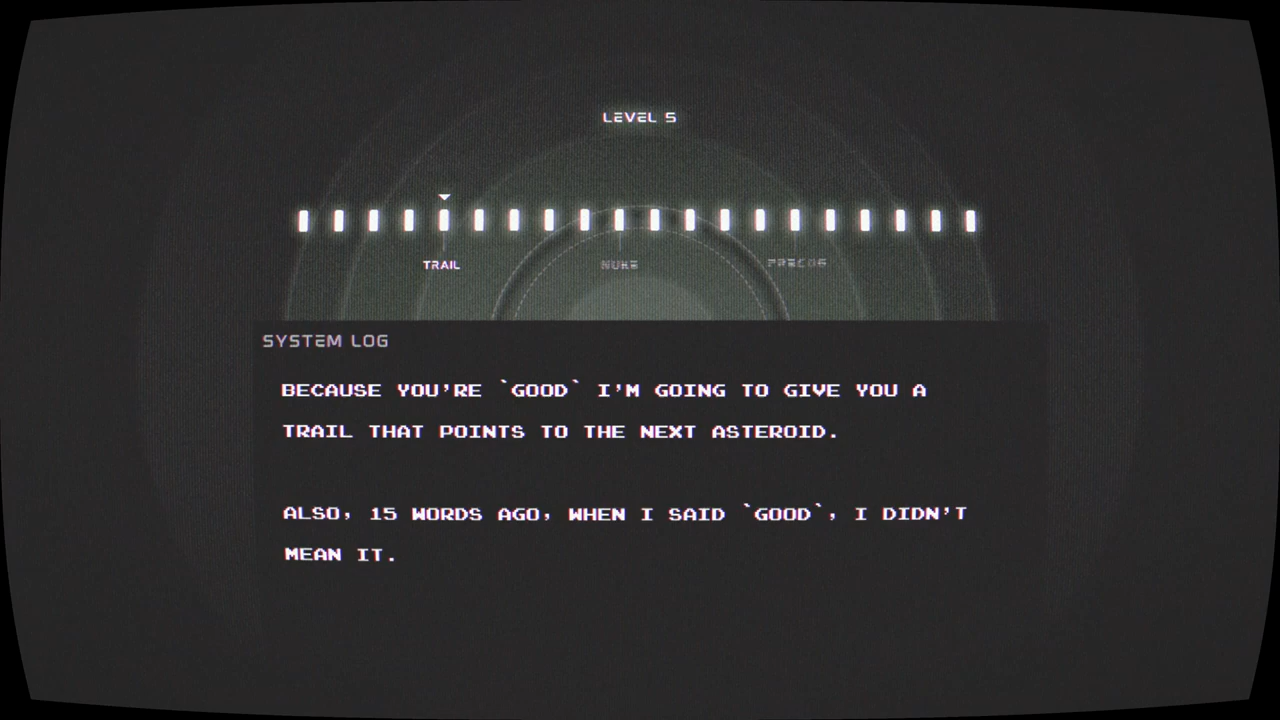 LEVEL 5
TRAIL NUKE PRECOG
SYSTEM LOG
BECAUSE YOU'RE `GOOD` I'M GOING TO GIVE YOU A
TRAIL THAT POINTS TO THE NEXT ASTEROID.
ALSO, 15 WORDS AGO, WHEN I SAID `GOOD`, I DIDN'T
MEAN IT.